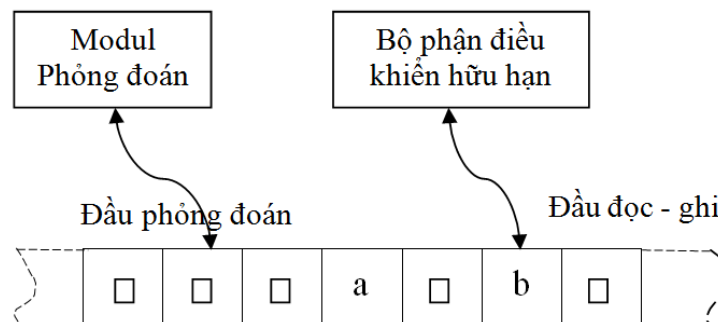 Modul
Phỏng đoán
Bộ phận điều
khiển hữu hạn
Đầu phỏng đoán
Đầu đọc - ghi
□ □ □ a □ b □